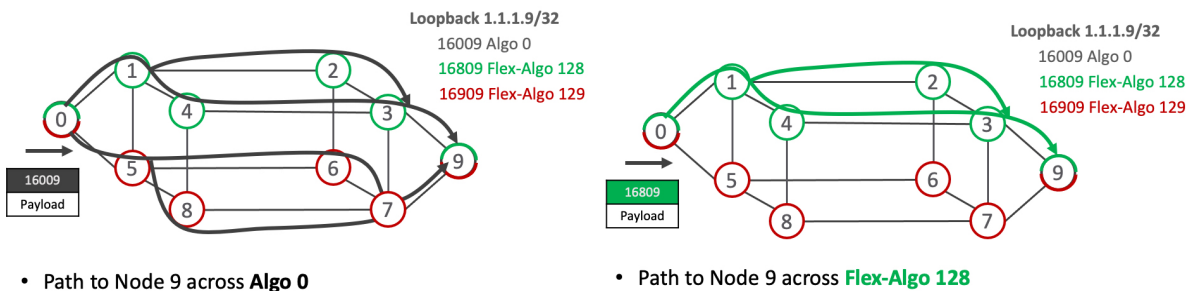 Loopback 1.1.1.9/32
16009 Algo 0
16809 Flex-Algo 128
16909 Flex-Algo 129
1
2
4
3
0
5
6
9
8
7
16009
Payload
• Path to Node 9 across Algo 0
Loopback 1.1.1.9/32
16009 Algo 0
16809 Flex-Algo 128
16909 Flex-Algo 129
1
2
4
3
0
5
6
9
8
7
16809
Payload
• Path to Node 9 across Flex-Algo 128